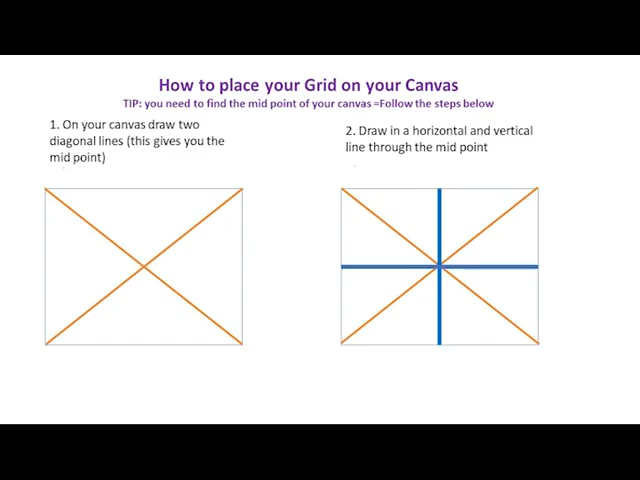 How to place your Grid on your Canvas
TIP: you need to find the mid point of your canvas =Follow the steps below
1. On your canvas draw two
diagonal lines (this gives you the
mid point)
2. Draw in a horizontal and vertical
line through the mid point